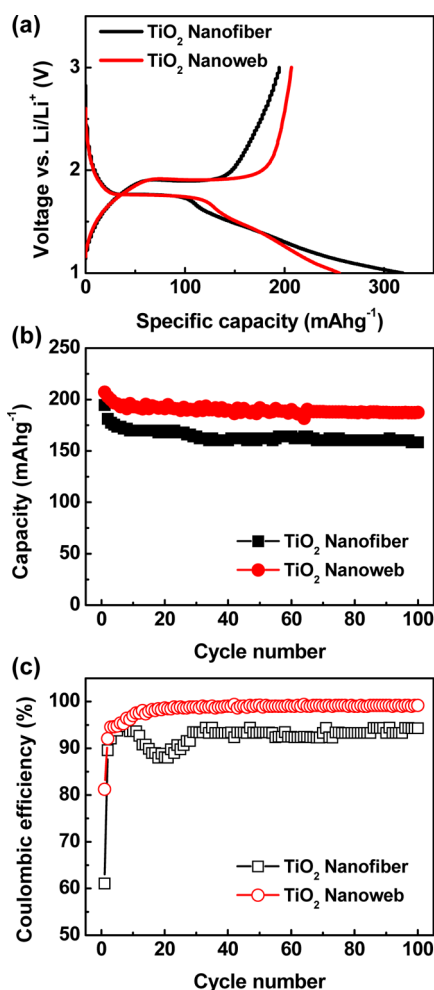 (a)
TiO₂ Nanofiber
TiO₂ Nanoweb
Voltage vs. Li/Li⁺ (V)
3
2
1
0 100 200 300
Specific capacity (mAhg⁻¹)
(b)
Capacity (mAhg⁻¹)
250
200
150
100
50
0
TiO₂ Nanofiber
TiO₂ Nanoweb
0 20 40 60 80 100
Cycle number
(c)
Coulombic efficiency (%)
100
90
80
70
60
50
TiO₂ Nanofiber
TiO₂ Nanoweb
0 20 40 60 80 100
Cycle number